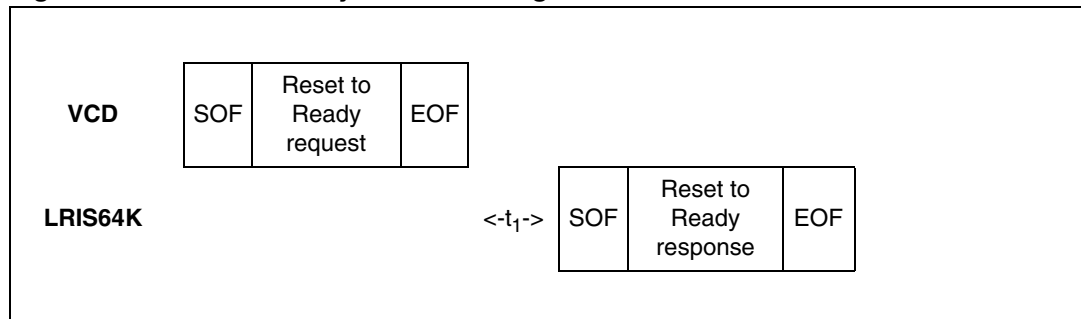 VCD
SOF
Reset to
Ready
request
EOF
LRIS64K
<-t1->
SOF
Reset to
Ready
response
EOF